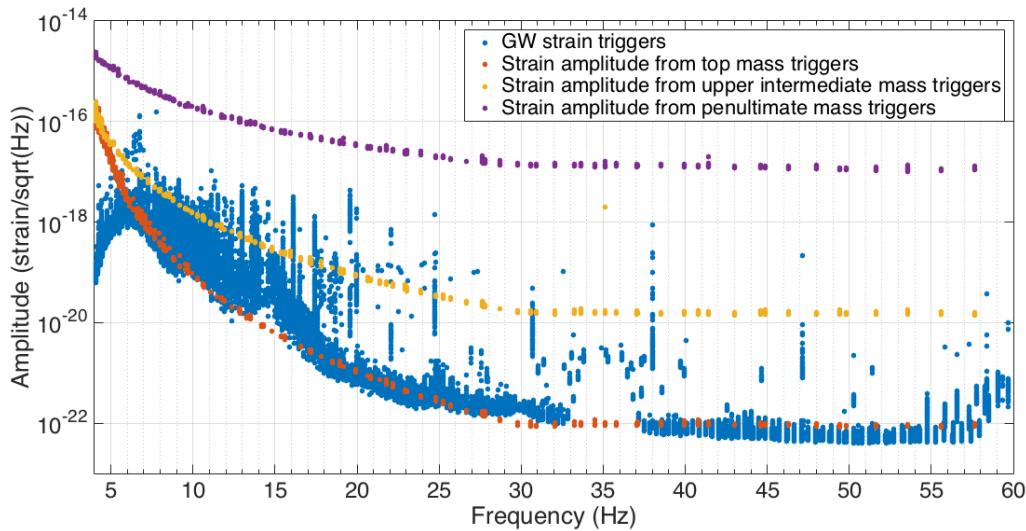 GW strain triggers
Strain amplitude from top mass triggers
Strain amplitude from upper intermediate mass triggers
Strain amplitude from penultimate mass triggers
Amplitude (strain/sqrt(Hz))
10^-14
10^-16
10^-18
10^-20
10^-22
5 10 15 20 25 30 35 40 45 50 55 60
Frequency (Hz)